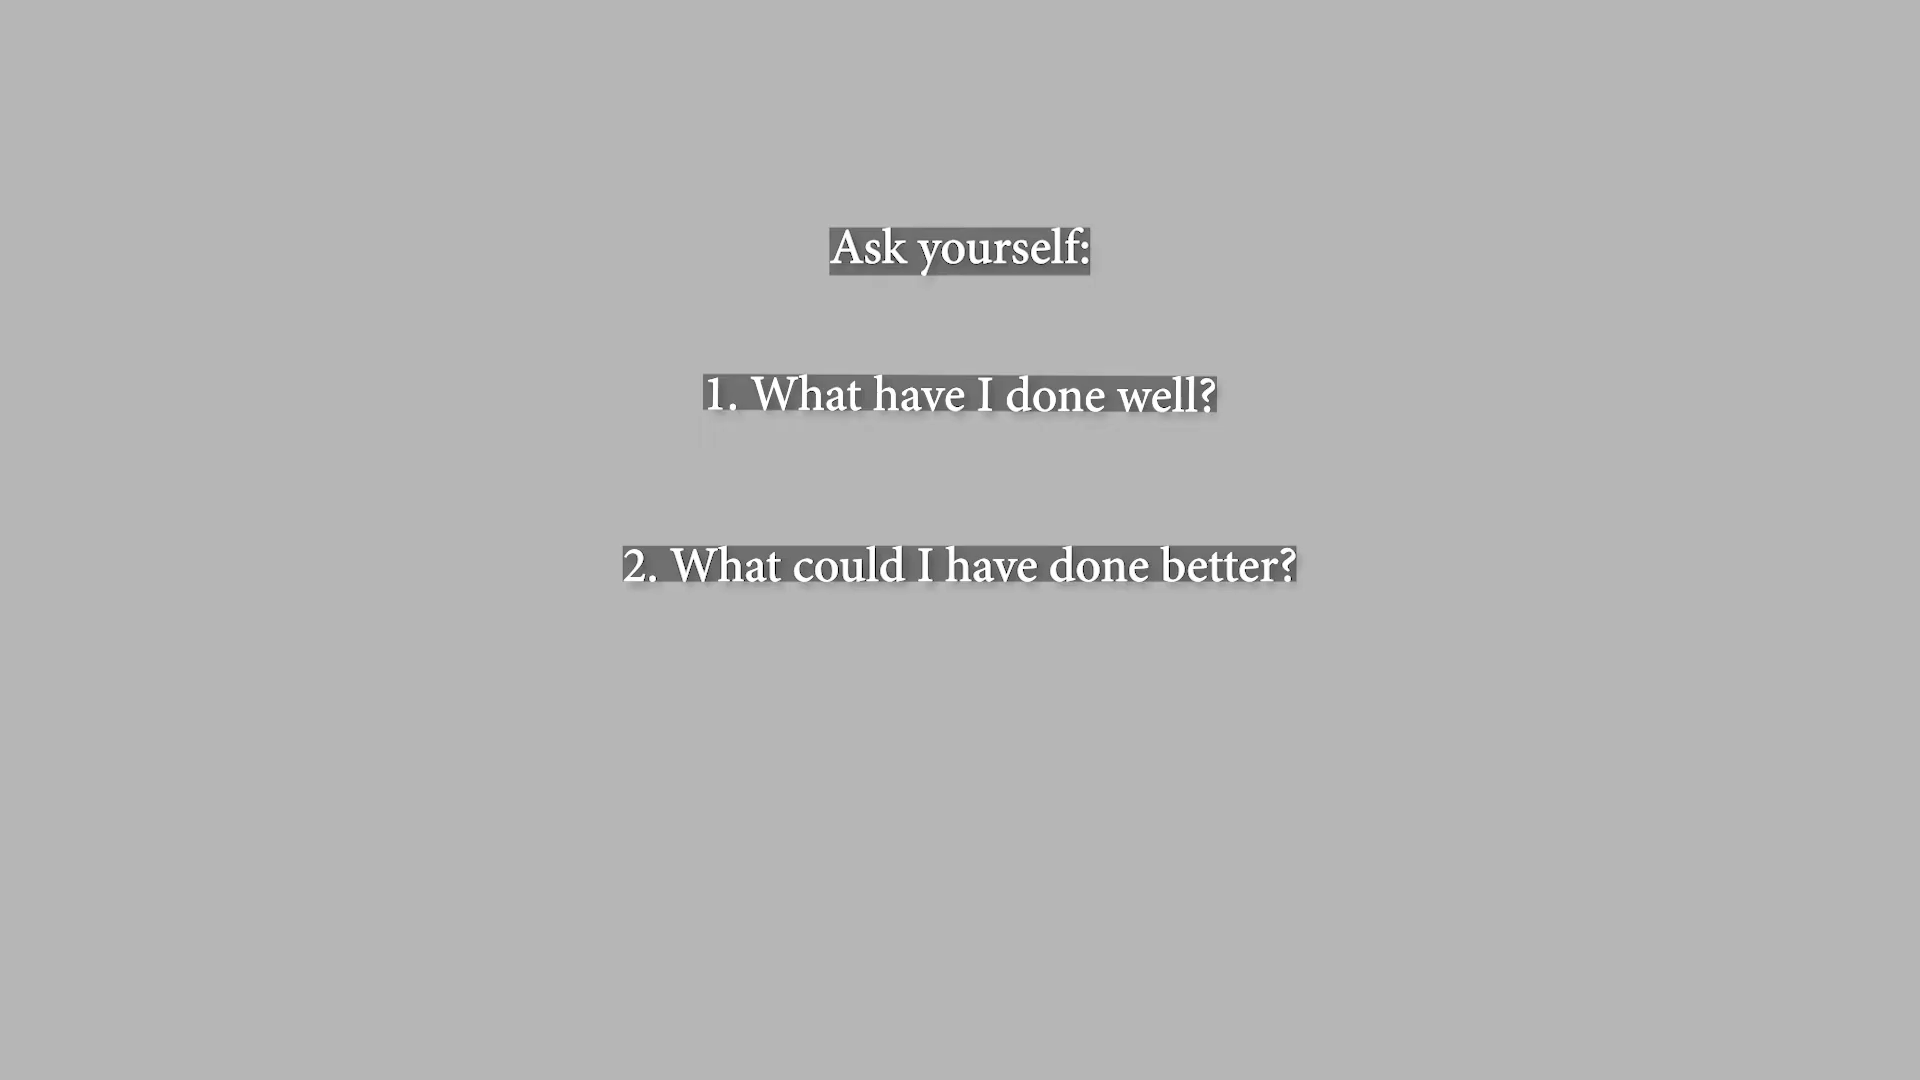 Ask yourself:
1. What have I done well?
2. What could I have done better?